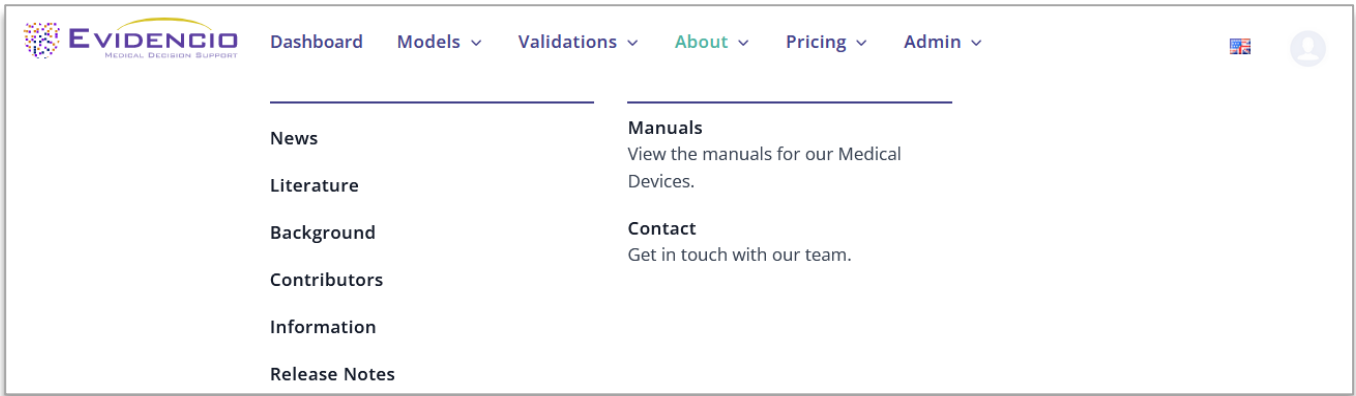 EVIDENCIO
MEDICAL DECISION SUPPORT
Dashboard Models Validations About Pricing Admin
News
Literature
Background
Contributors
Information
Release Notes
Manuals
View the manuals for our Medical
Devices.
Contact
Get in touch with our team.